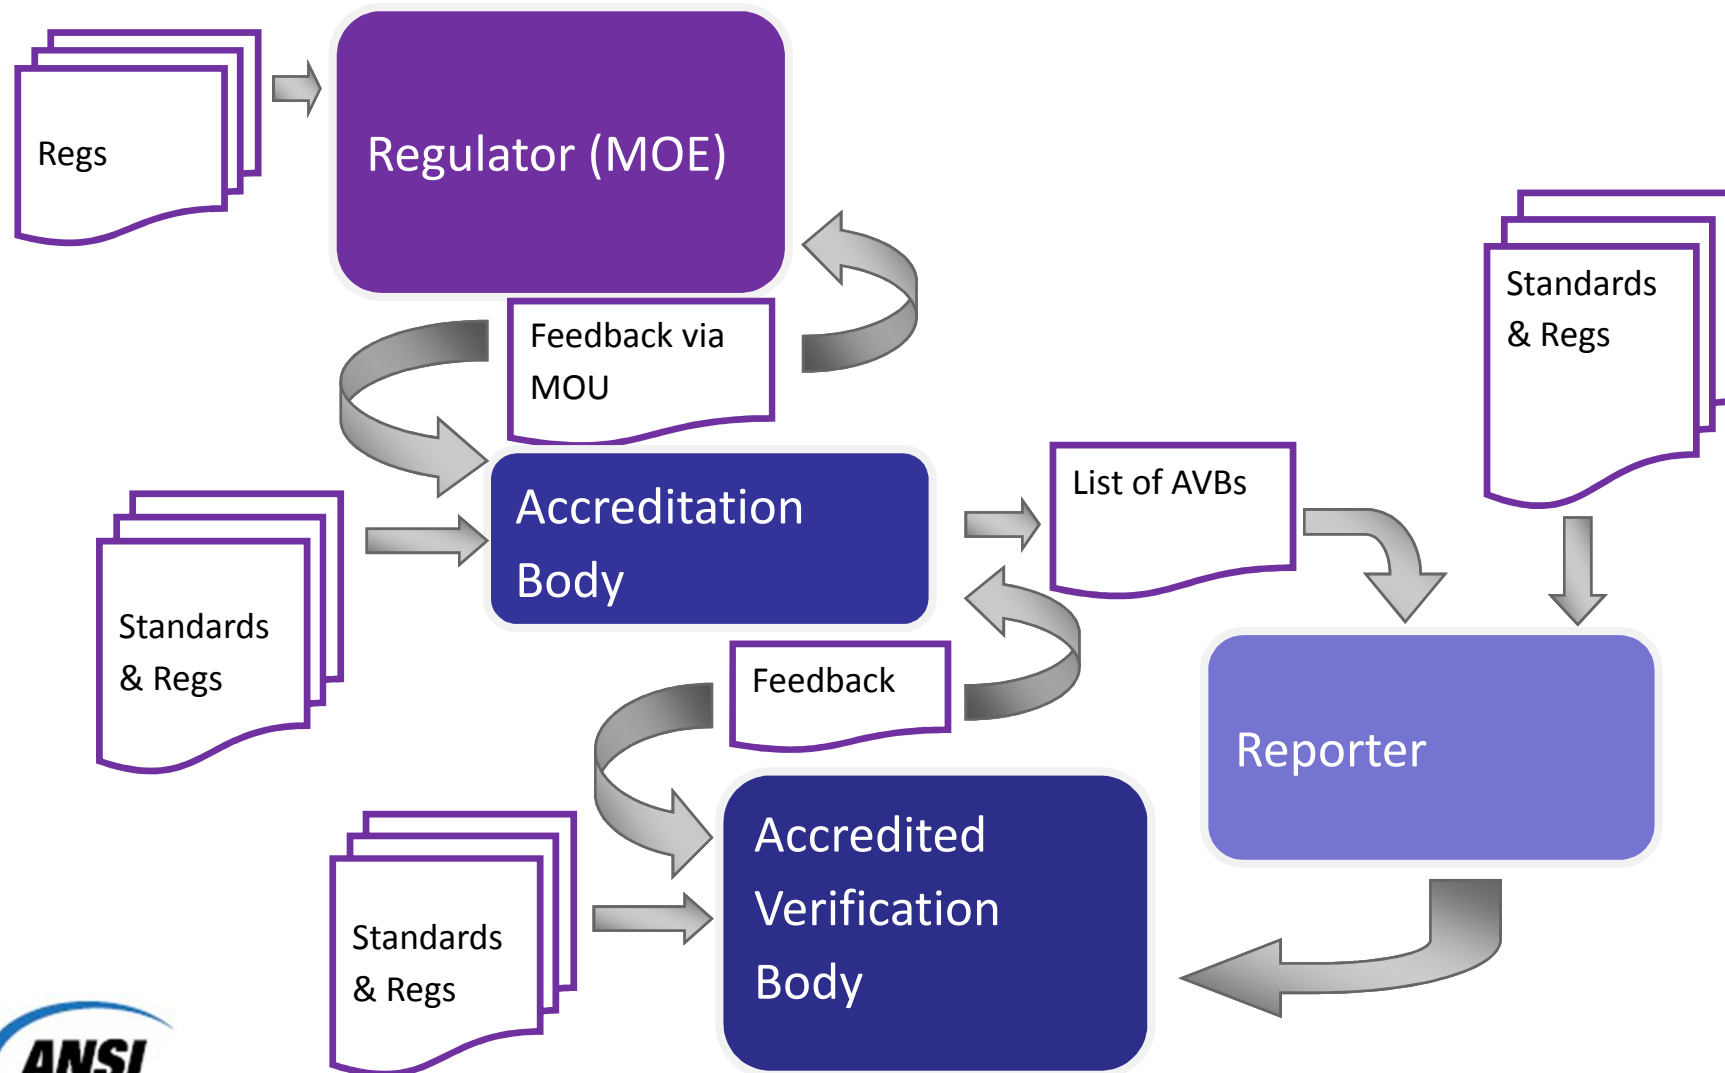 Regs
Regulator (MOE)
Standards
& Regs
Feedback via
MOU
List of AVBs
Accreditation
Body
Standards
& Regs
Feedback
Reporter
Accredited
Verification
Body
Standards
& Regs
ANSI